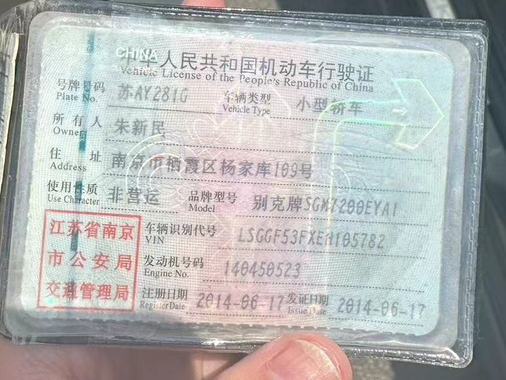 CHINA
中华人民共和国机动车行驶证
Vehicle License of the People's Republic of China
号牌号码 苏AY281G 车辆类型 小型轿车
Plate No. Vehicle Type
所有人 朱新民
Owner
住址 南京市栖霞区杨家库109号
Address
使用性质 非营运 品牌型号 别克牌SGM7200EYA1
Use Character Model
江苏省南京市公安局交通管理局
车辆识别代号 LSGGF53FXEH105782
VIN
发动机号码 140450523
Engine No.
注册日期 2014-06-17 发证日期 2014-06-17
Register Date Issue Date